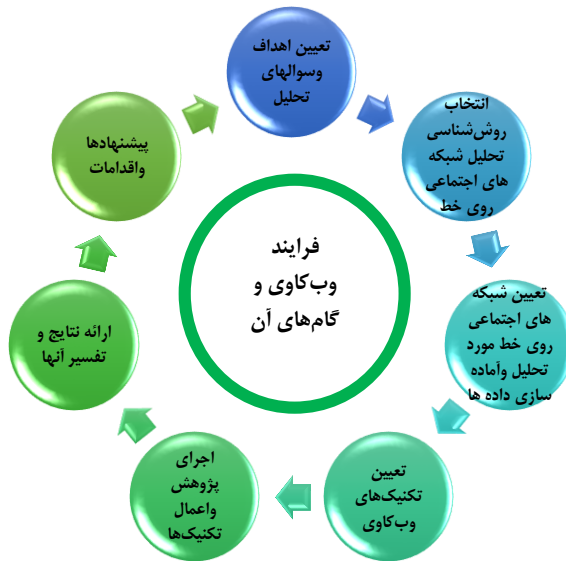 تعیین اهداف
وسوالهای
تحلیل
انتخاب
روش‌شناسی
تحلیل شبکه
های اجتماعی
روی خط
تعیین شبکه
های اجتماعی
روی خط مورد
تحلیل وآماده
سازی داده ها
تعیین
تکنیک‌های
وب‌کاوی
اجرای
پژوهش
واعمال
تکنیک‌ها
ارائه نتایج و
تفسیر آنها
پیشنهادها
واقدامات
فرایند
وب‌کاوی و
گام‌های آن